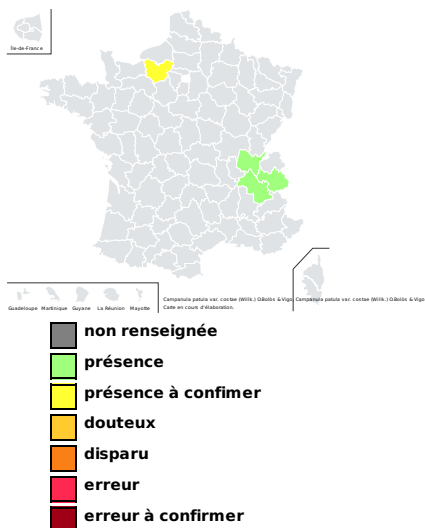 Île-de-France
Guadeloupe Martinique Guyane La Réunion Mayotte
Campanula patula var. costae (Willk.) O.Bolòs & Vigo
Carte en cours d'élaboration.
Campanula patula var. costae (Willk.) O.Bolòs & Vigo
non renseignée
présence
présence à confimer
douteux
disparu
erreur
erreur à confirmer